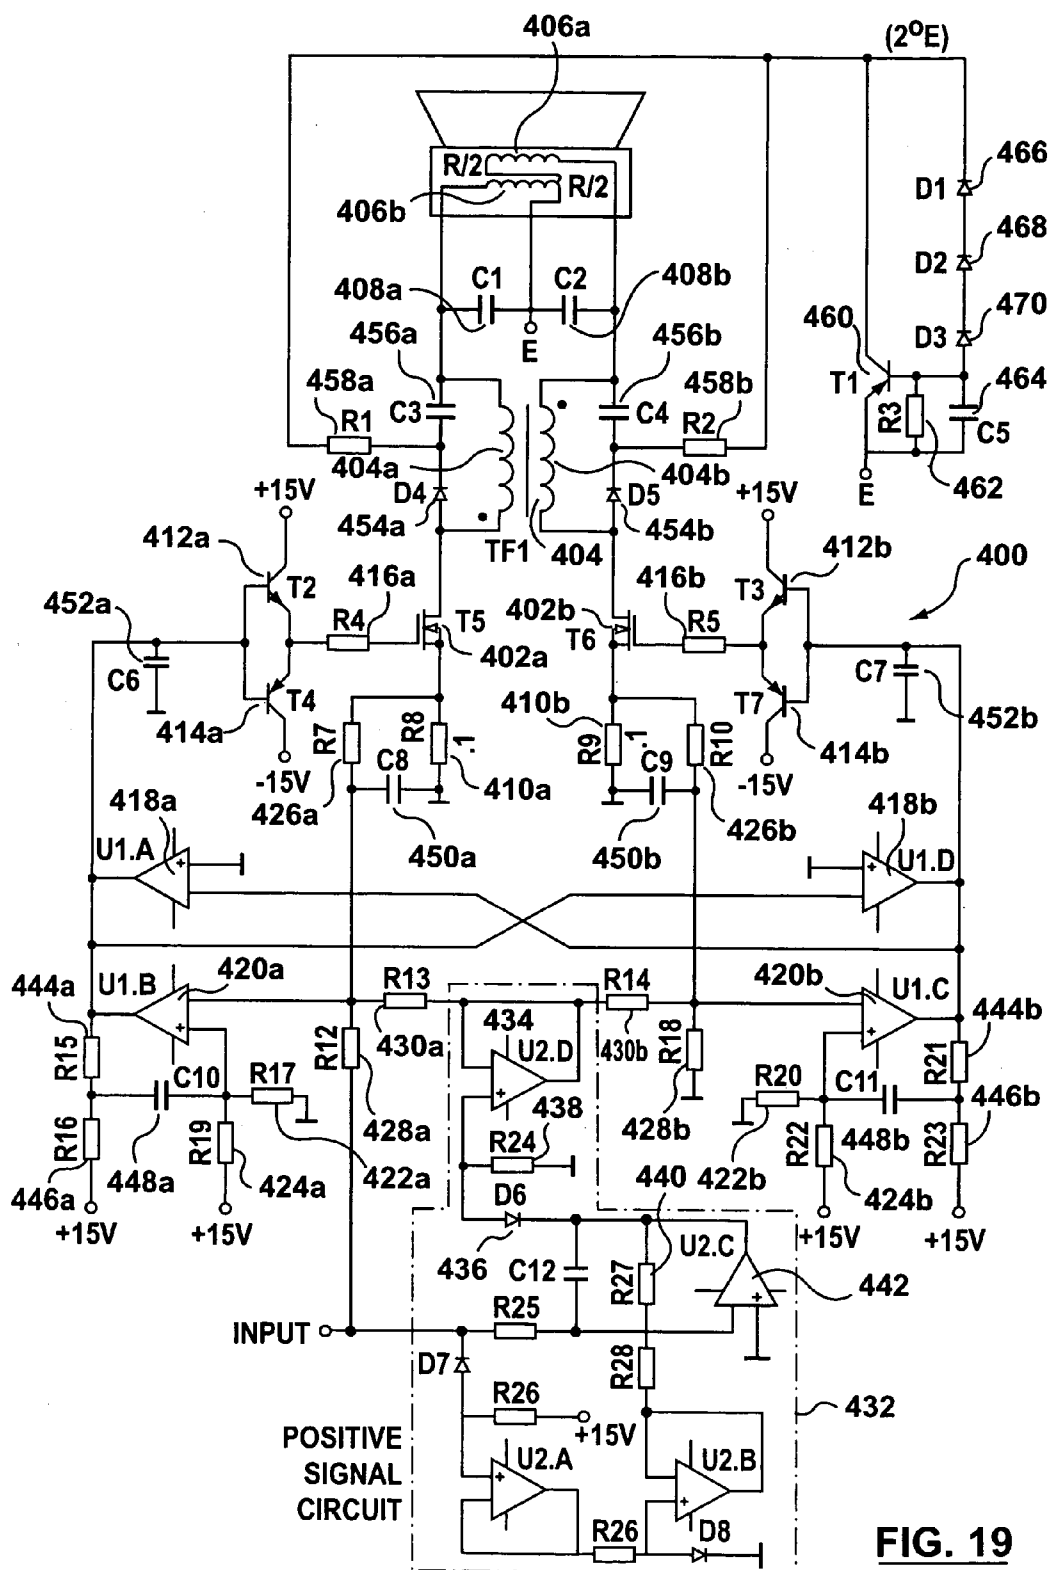 406a
(2ºE)
R/2
R/2
406b
D1
466
D2
468
C1
C2
408a
408b
D3
470
460
456a
E
456b
T1
464
458a
C3
C4
458b
R3
C5
R1
R2
404a
404b
462
E
+15V
D4
D5
+15V
454a
TF1
404
454b
412a
412b
T2
416a
416b
T3
400
452a
R4
T5
402b
R5
402a
T6
C6
C7
T4
T7
414a
R7
R8
.1
410b
R9
.1
R10
452b
C8
C9
414b
-15V
410a
-15V
418a
426a
426b
418b
U1.A
450a
450b
U1.D
U1.B
420a
R13
R14
420b
U1.C
444a
434
444b
R12
430a
U2.D
430b
R18
R15
R21
C10
R17
438
R20
C11
446b
R16
R19
428a
R24
428b
R22
448b
R23
446a
448a
424a
422a
D6
440
422b
424b
+15V
+15V
+15V
+15V
436
C12
R27
U2.C
442
INPUT
R25
D7
R28
R26
432
+15V
POSITIVE
SIGNAL
CIRCUIT
U2.A
U2.B
R26
D8
FIG. 19